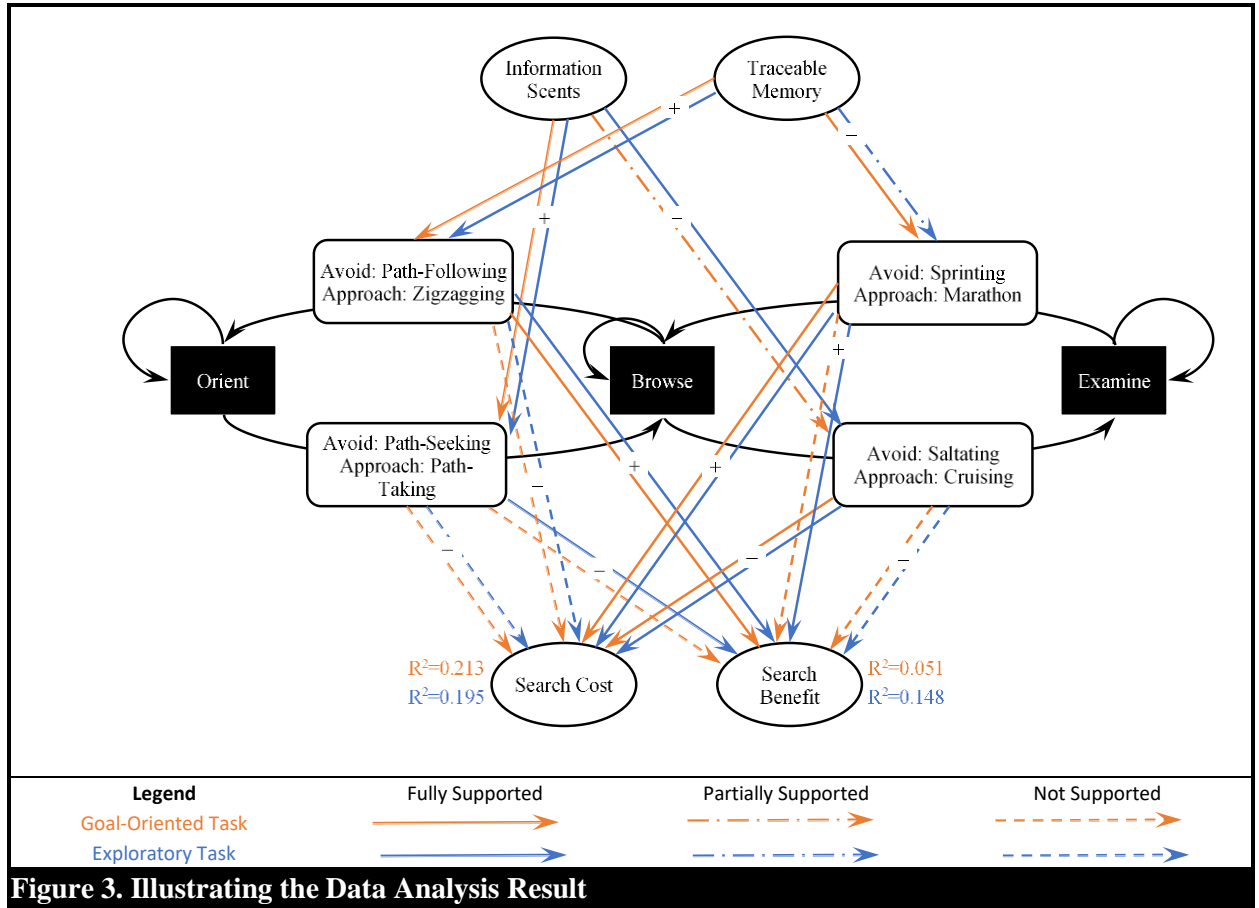 Information
Scents
Traceable
Memory
+
−
+
−
Avoid: Path-Following
Approach: Zigzagging
Avoid: Sprinting
Approach: Marathon
+
Orient
Browse
Examine
Avoid: Path-Seeking
Approach: Path-
Taking
Avoid: Saltating
Approach: Cruising
+
+
−
−
−
−
−
R²=0.213
R²=0.195
Search Cost
Search
Benefit
R²=0.051
R²=0.148
Legend
Fully Supported
Partially Supported
Not Supported
Goal-Oriented Task
Exploratory Task
Figure 3. Illustrating the Data Analysis Result